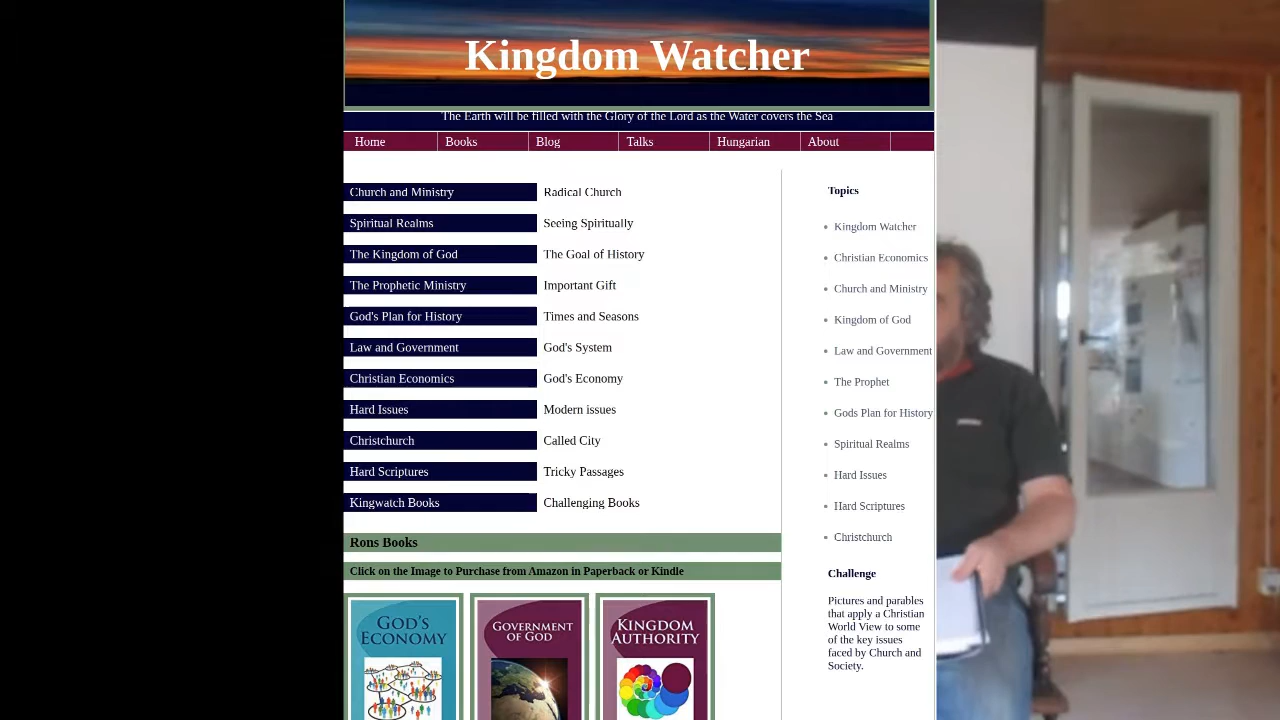 Kingdom Watcher
The Earth will be filled with the Glory of the Lord as the Water covers the Sea
Home Books Blog Talks Hungarian About
Church and Ministry Radical Church
Spiritual Realms Seeing Spiritually
The Kingdom of God The Goal of History
The Prophetic Ministry Important Gift
God's Plan for History Times and Seasons
Law and Government God's System
Christian Economics God's Economy
Hard Issues Modern issues
Christchurch Called City
Hard Scriptures Tricky Passages
Kingwatch Books Challenging Books
Rons Books
Click on the Image to Purchase from Amazon in Paperback or Kindle
GOD'S
ECONOMY
GOVERNMENT
OF GOD
KINGDOM
AUTHORITY
Topics
Kingdom Watcher
Christian Economics
Church and Ministry
Kingdom of God
Law and Government
The Prophet
Gods Plan for History
Spiritual Realms
Hard Issues
Hard Scriptures
Christchurch
Challenge
Pictures and parables
that apply a Christian
World View to some
of the key issues
faced by Church and
Society.